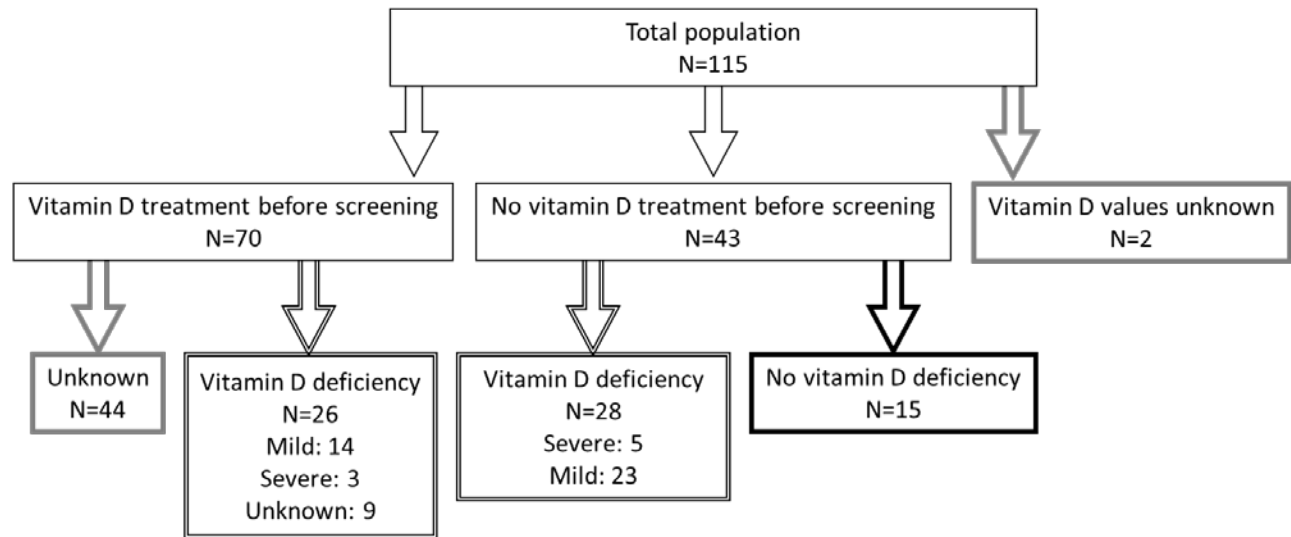 Total population
N=115
Vitamin D treatment before screening
N=70
No vitamin D treatment before screening
N=43
Vitamin D values unknown
N=2
Unknown
N=44
Vitamin D deficiency
N=26
Mild: 14
Severe: 3
Unknown: 9
Vitamin D deficiency
N=28
Severe: 5
Mild: 23
No vitamin D deficiency
N=15